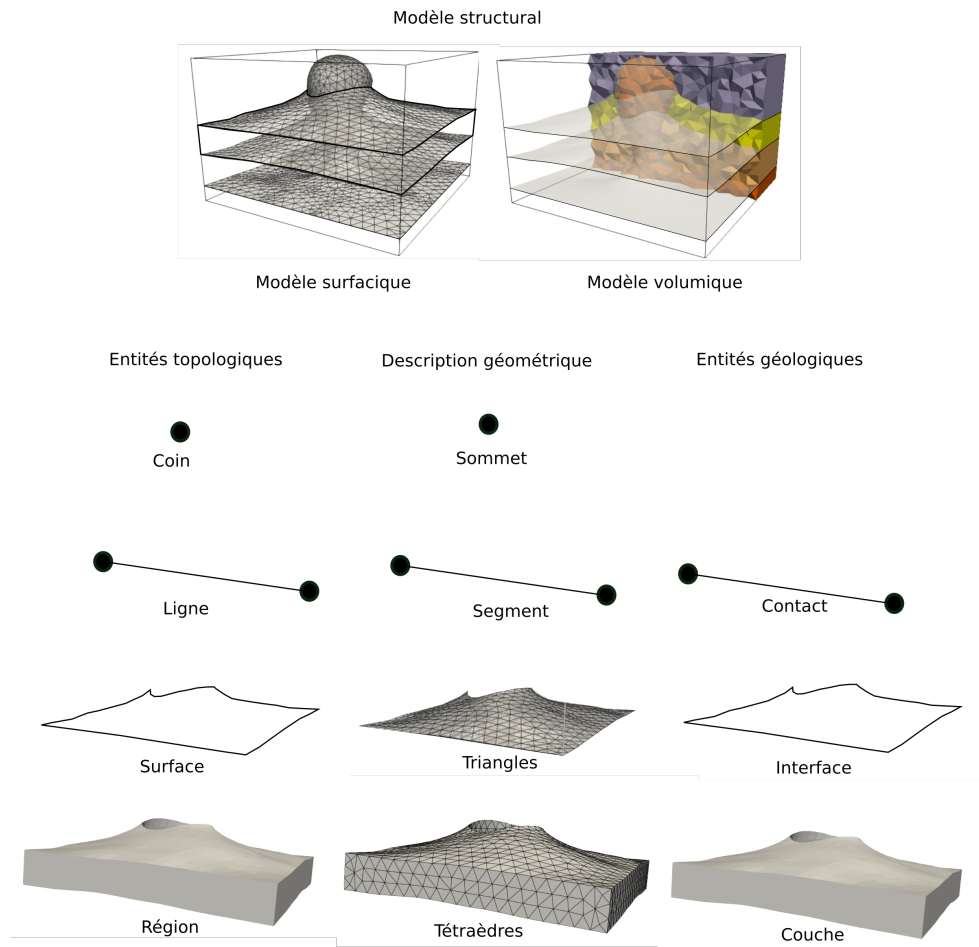 Modèle structural
Modèle surfacique
Modèle volumique
Entités topologiques
Description géométrique
Entités géologiques
Coin
Sommet
Ligne
Segment
Contact
Surface
Triangles
Interface
Région
Tétraèdres
Couche